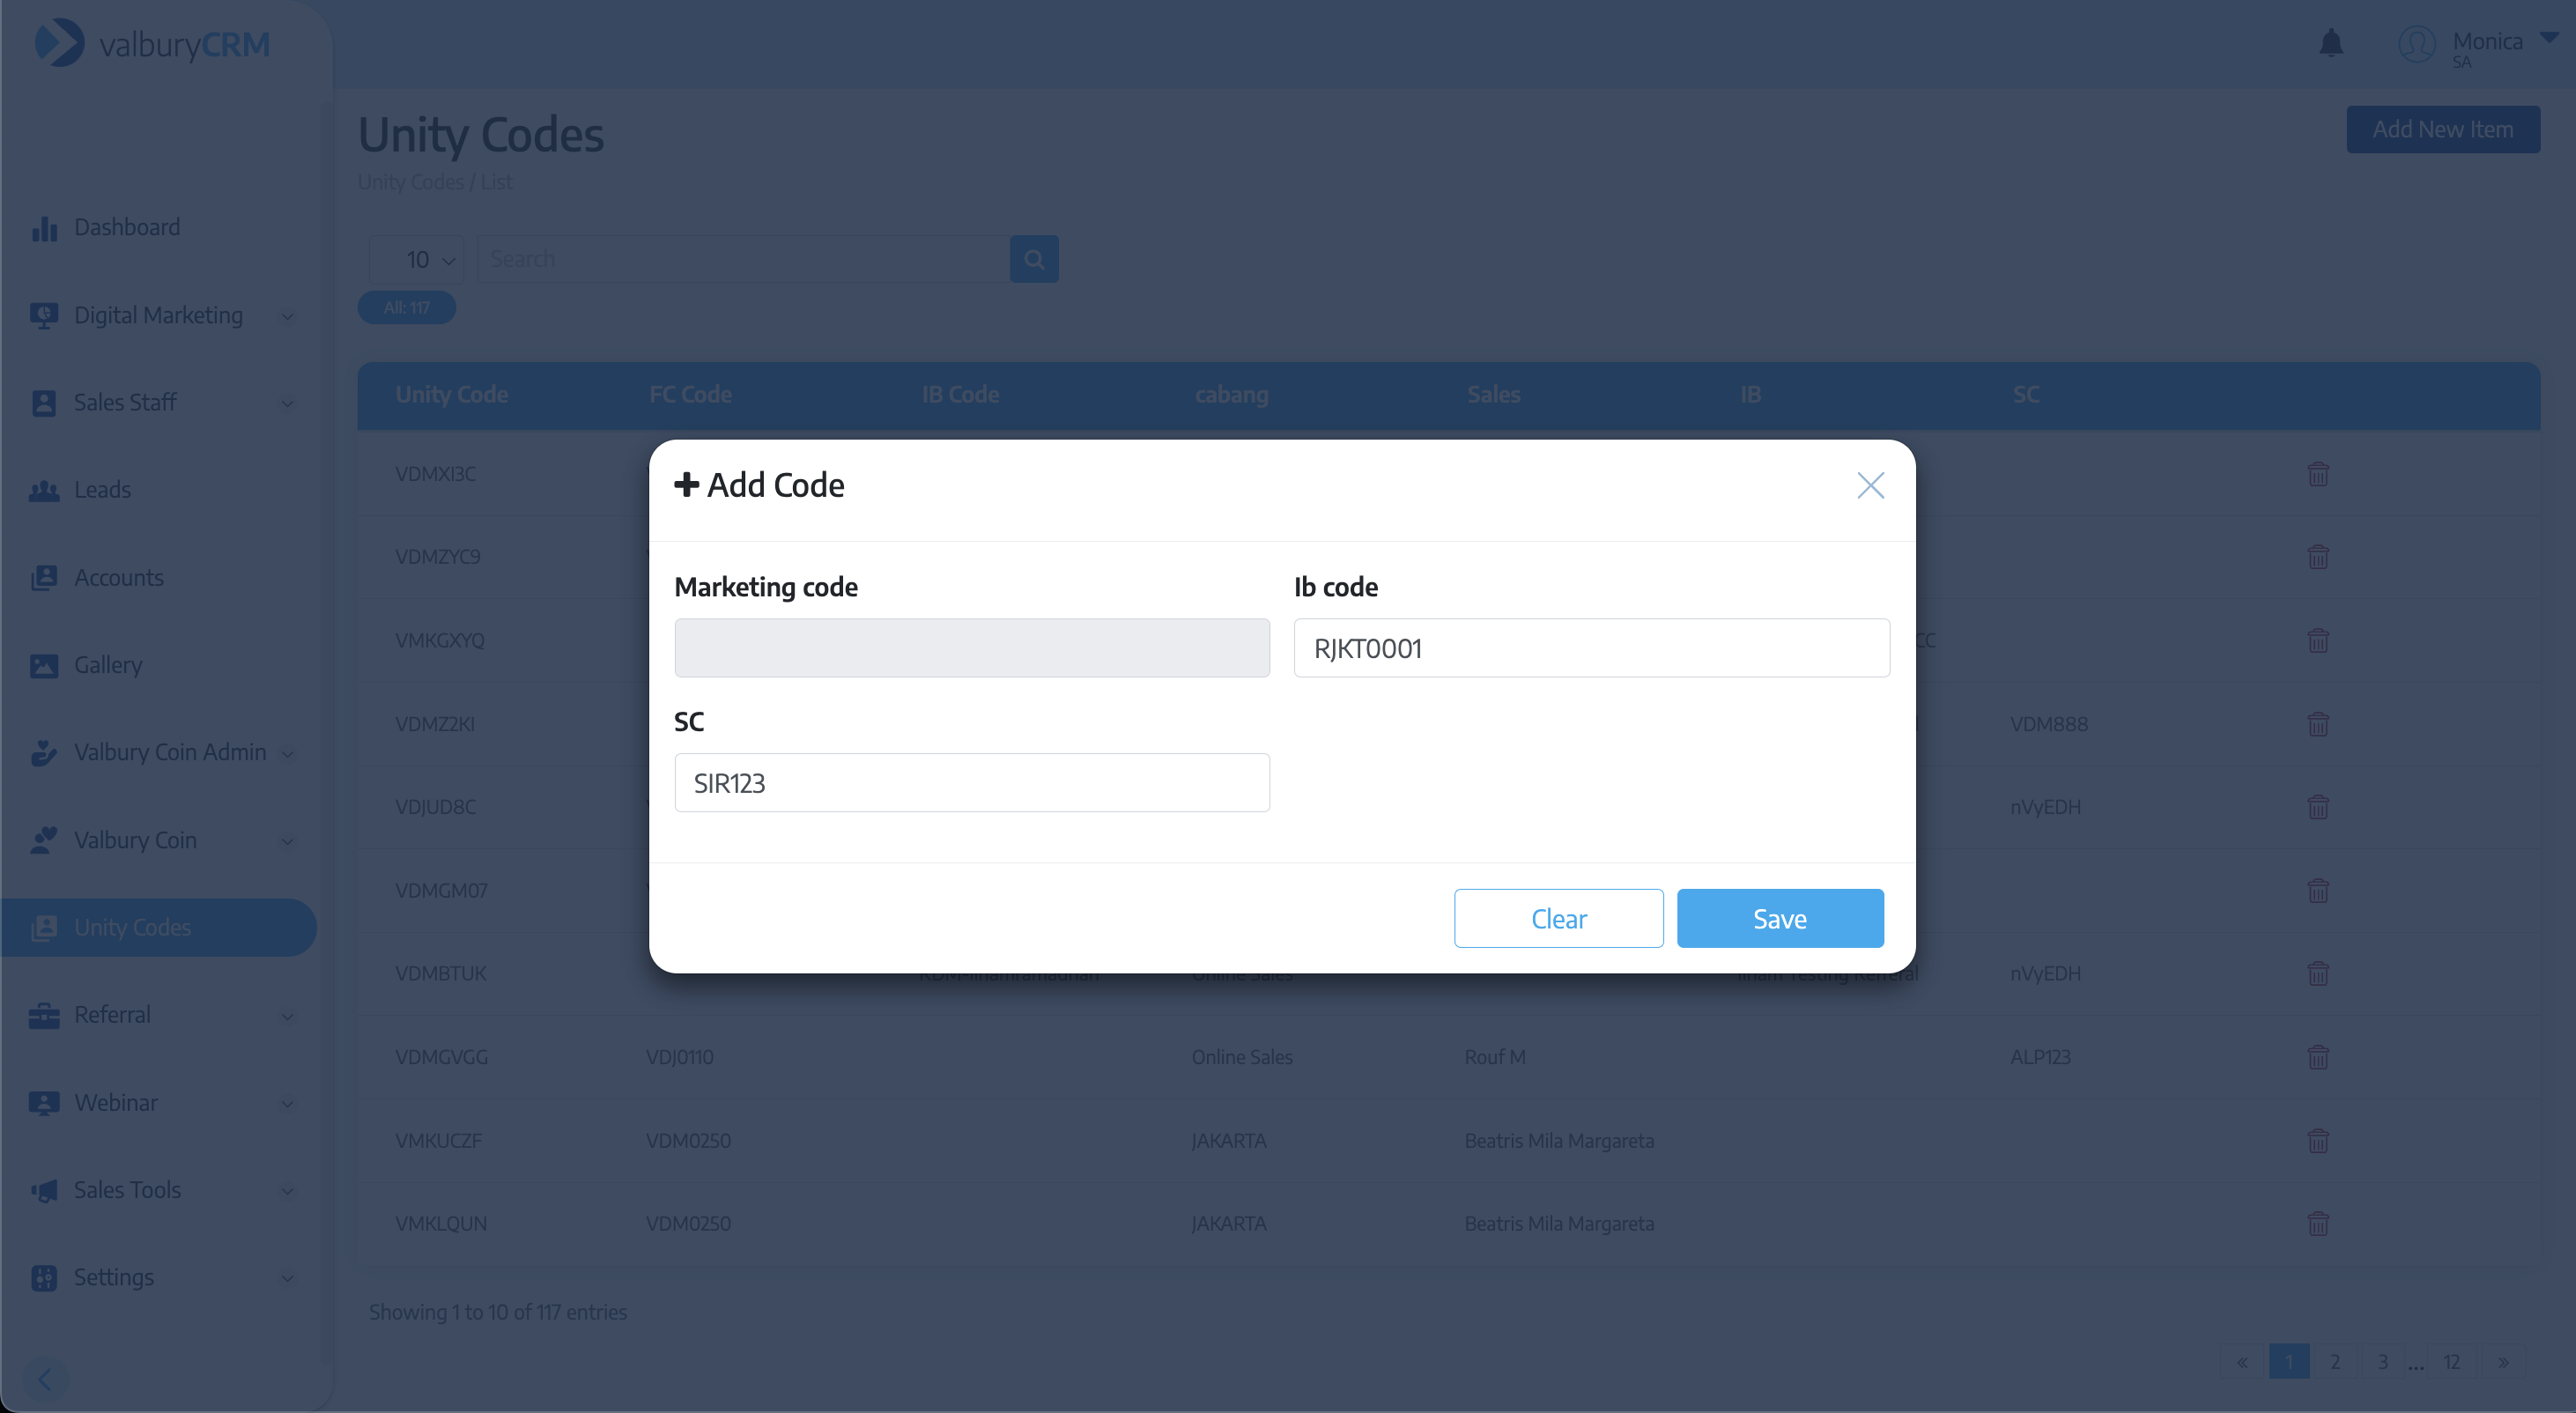 valburyCRM
Monica
SA
Unity Codes
Add New Item
Unity Codes / List
Dashboard
Digital Marketing
Sales Staff
Leads
Accounts
Gallery
Valbury Coin Admin
Valbury Coin
Unity Codes
Referral
Webinar
Sales Tools
Settings
10
Search
All: 117
Unity Code FC Code IB Code cabang Sales IB SC
VDMXI3C
VDMZYC9
VMKGXYQ CC
VDMZ2KI VDM888
VDJUD8C nVyEDH
VDMGM07
VDMBTUK Online Sales Ilham Testing Referral nVyEDH
VDMGVGG VDJ0110 Online Sales Rouf M ALP123
VMKUCZF VDM0250 JAKARTA Beatris Mila Margareta
VMKLQUN VDM0250 JAKARTA Beatris Mila Margareta
Add Code
Marketing code
Ib code
RJKT0001
SC
SIR123
Clear
Save
Showing 1 to 10 of 117 entries
« 1 2 3 ... 12 »